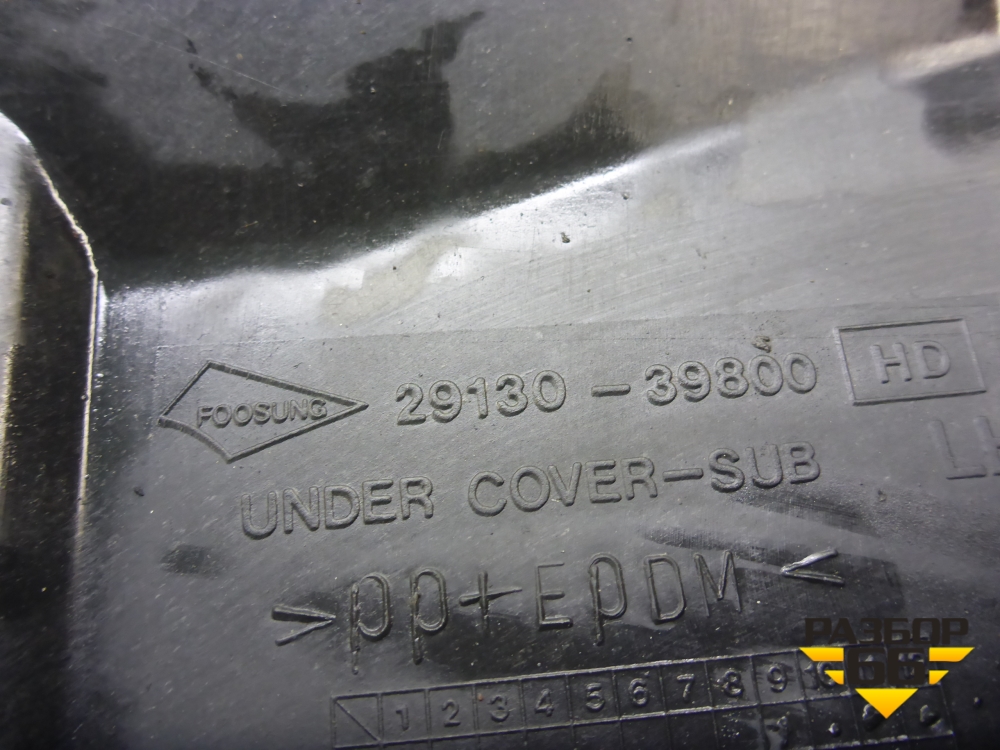 FOOSUNG 29130-39800 HD
UNDER COVER-SUB
>PP+EPDM<
1 2 3 4 5 6 7 8 9
РАЗБОР
66